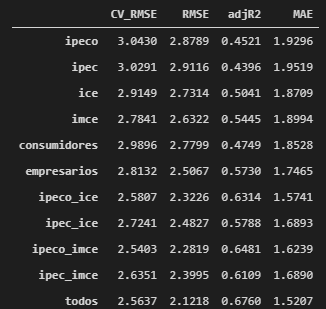 CV_RMSE RMSE adjR2 MAE
ipeco 3.0430 2.8789 0.4521 1.9296
ipec 3.0291 2.9116 0.4396 1.9519
ice 2.9149 2.7314 0.5041 1.8709
imce 2.7841 2.6322 0.5445 1.8994
consumidores 2.9896 2.7799 0.4749 1.8528
empresarios 2.8132 2.5067 0.5730 1.7465
ipeco_ice 2.5807 2.3226 0.6314 1.5741
ipec_ice 2.7241 2.4827 0.5788 1.6893
ipeco_imce 2.5403 2.2819 0.6481 1.6239
ipec_imce 2.6351 2.3995 0.6109 1.6890
todos 2.5637 2.1218 0.6760 1.5207